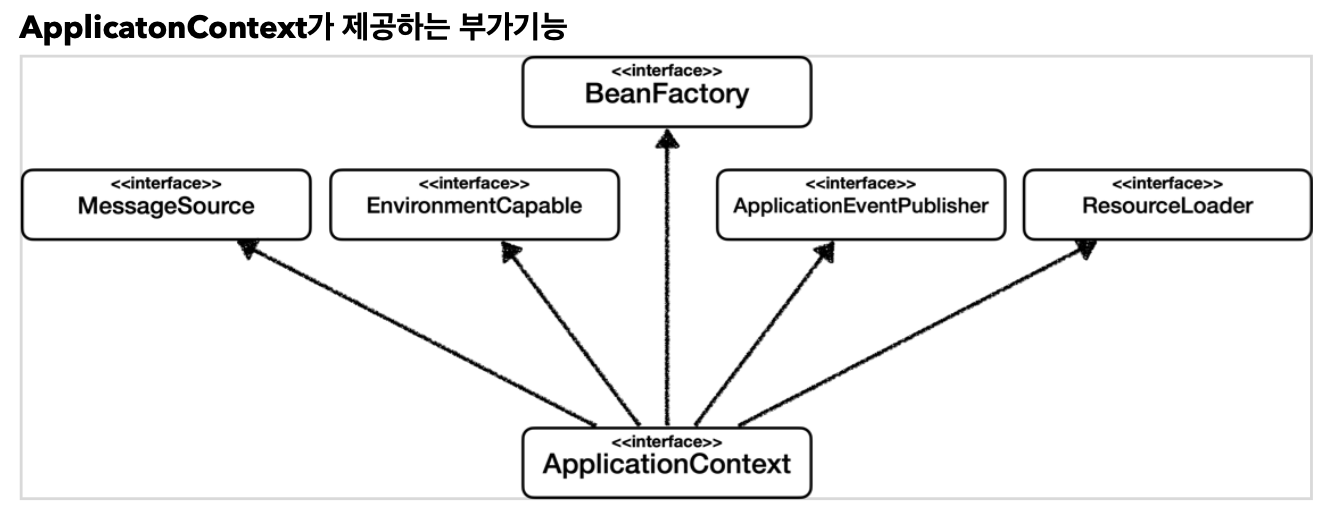 ApplicatonContext가 제공하는 부가기능
<<interface>>
BeanFactory
<<interface>>
MessageSource
<<interface>>
EnvironmentCapable
<<interface>>
ApplicationEventPublisher
<<interface>>
ResourceLoader
<<interface>>
ApplicationContext